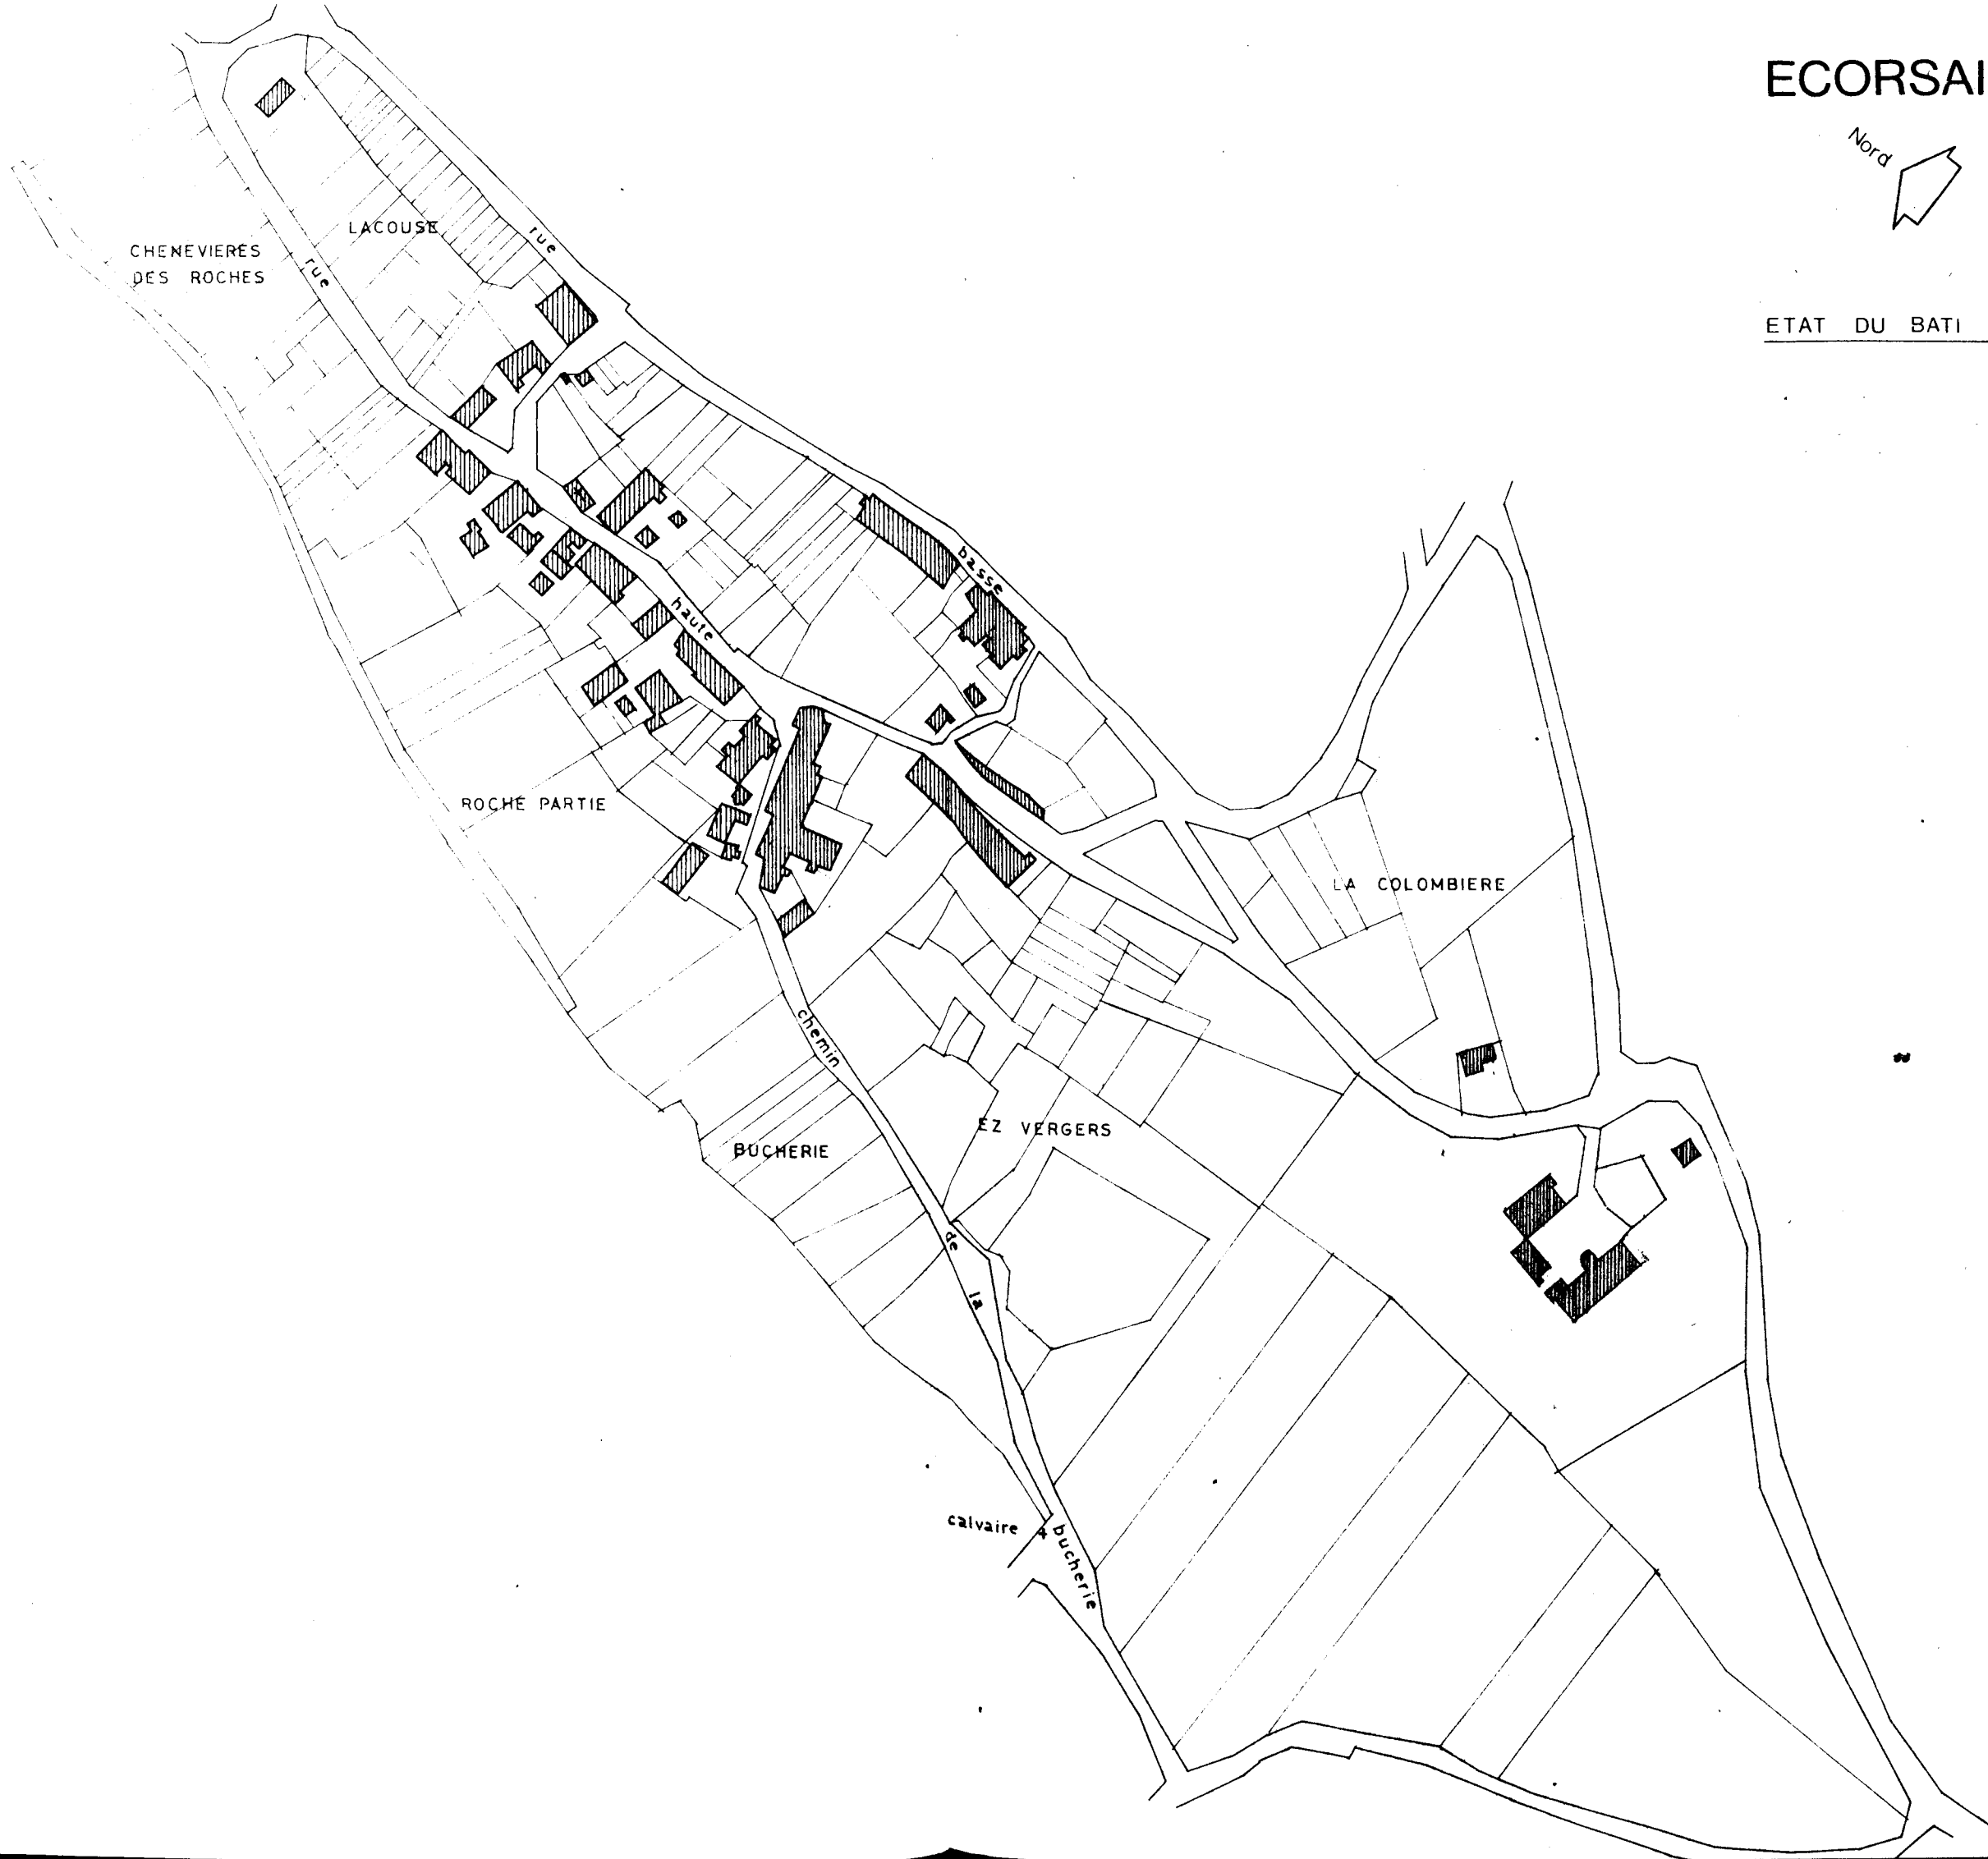 ECORSAI
Nord
ETAT DU BATI
CHENEVIERES
DES ROCHES
LACOUSE
rue
rue
haute
basse
ROCHE PARTIE
LA COLOMBIERE
chemin
de
la
bucherie
BUCHERIE
EZ VERGERS
calvaire